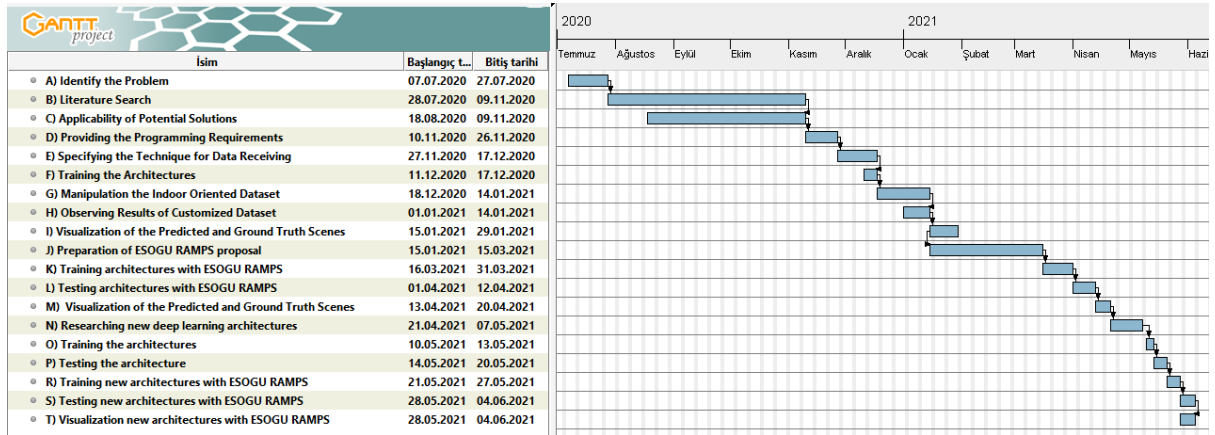 GANTT
project
2020 2021
Temmuz Ağustos Eylül Ekim Kasım Aralık Ocak Şubat Mart Nisan Mayıs Hazi
İsim Başlangıç t... Bitiş tarihi
A) Identify the Problem 07.07.2020 27.07.2020
B) Literature Search 28.07.2020 09.11.2020
C) Applicability of Potential Solutions 18.08.2020 09.11.2020
D) Providing the Programming Requirements 10.11.2020 26.11.2020
E) Specifying the Technique for Data Receiving 27.11.2020 17.12.2020
F) Training the Architectures 11.12.2020 17.12.2020
G) Manipulation the Indoor Oriented Dataset 18.12.2020 14.01.2021
H) Observing Results of Customized Dataset 01.01.2021 14.01.2021
I) Visualization of the Predicted and Ground Truth Scenes 15.01.2021 29.01.2021
J) Preparation of ESOGU RAMPS proposal 15.01.2021 15.03.2021
K) Training architectures with ESOGU RAMPS 16.03.2021 31.03.2021
L) Testing architectures with ESOGU RAMPS 01.04.2021 12.04.2021
M) Visualization of the Predicted and Ground Truth Scenes 13.04.2021 20.04.2021
N) Researching new deep learning architectures 21.04.2021 07.05.2021
O) Training the architectures 10.05.2021 13.05.2021
P) Testing the architecture 14.05.2021 20.05.2021
R) Training new architectures with ESOGU RAMPS 21.05.2021 27.05.2021
S) Testing new architectures with ESOGU RAMPS 28.05.2021 04.06.2021
T) Visualization new architectures with ESOGU RAMPS 28.05.2021 04.06.2021